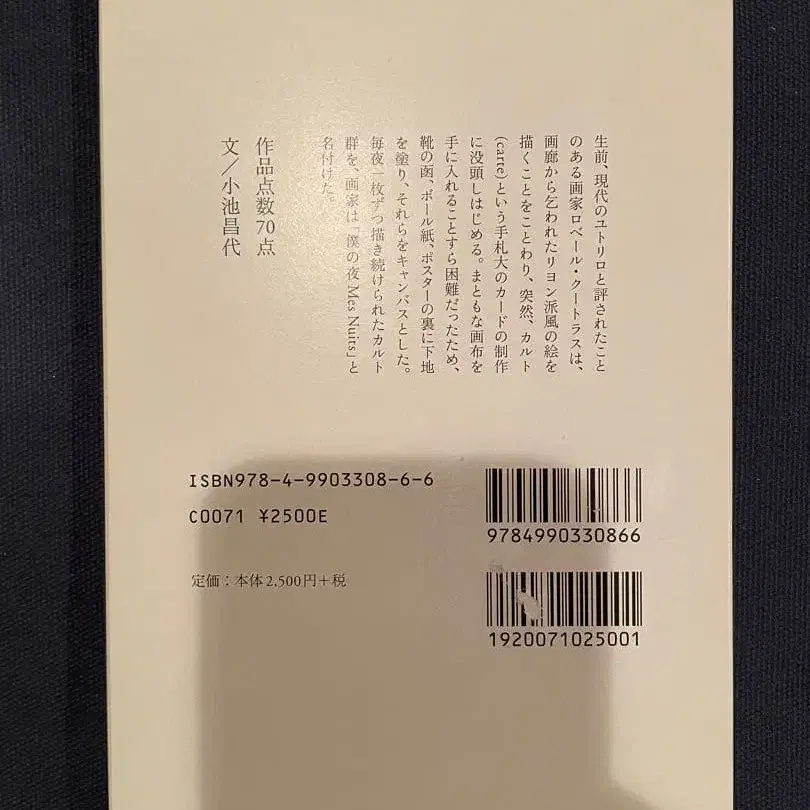 生前、現代のユトリロと評されたこと
のある画家ロベール・クートラスは、
画廊から乞われたリヨン派風の絵を
描くことをことわり、突然、カルト
(carte)という手札大のカードの制作
に没頭しはじめる。まともな画布を
手に入れることすら困難だったため、
靴の函、ボール紙、ポスターの裏に下地
を塗り、それらをキャンバスとした。
毎夜一枚ずつ描き続けられたカルト
群を、画家は「僕の夜 Mes Nuits」と
名付けた。
作品点数70点
文/小池昌代
ISBN978-4-9903308-6-6
C0071 ¥2500E
定価:本体2,500円+税
9784990330866
1920071025001